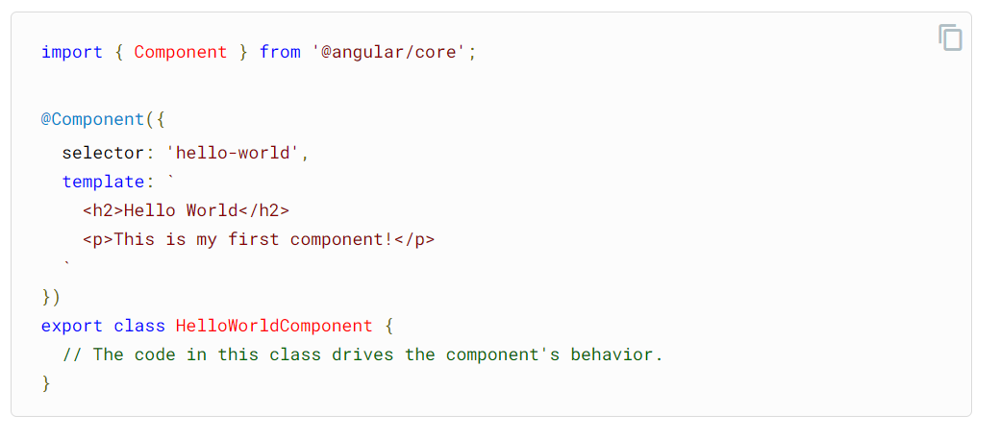 import { Component } from '@angular/core';
@Component({
  selector: 'hello-world',
  template: `
    <h2>Hello World</h2>
    <p>This is my first component!</p>
  `
})
export class HelloWorldComponent {
  // The code in this class drives the component's behavior.
}